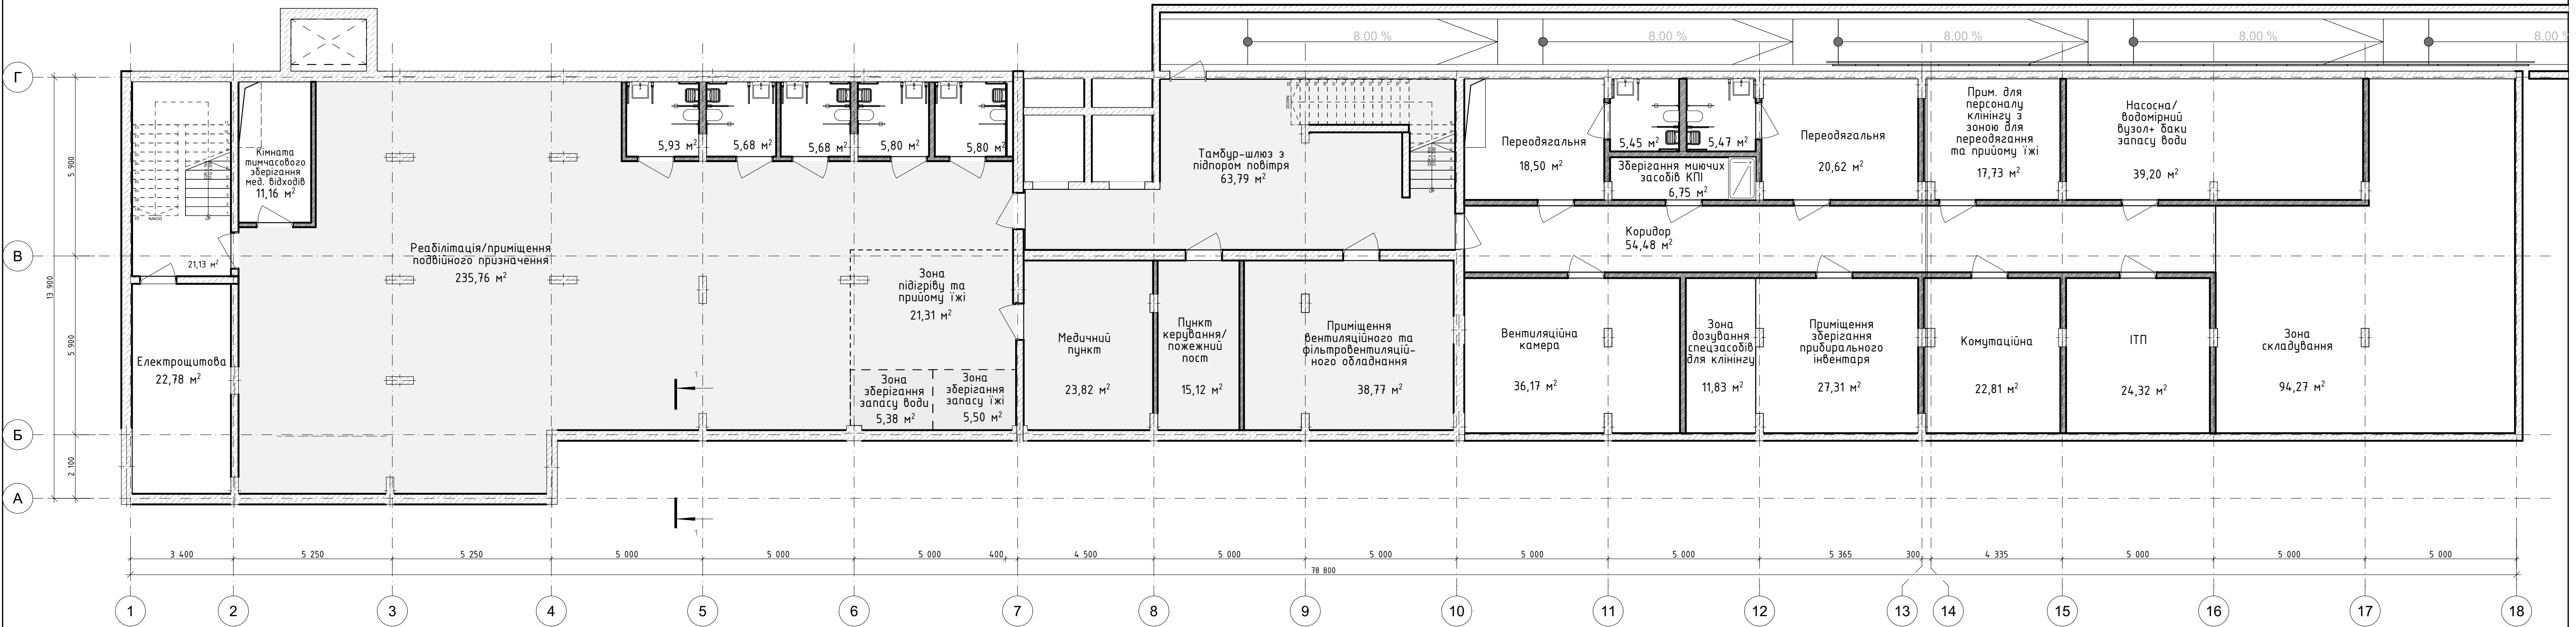 8.00 %
8.00 %
8.00 %
8.00 %
8.00 %
Г
В
Б
А
5 900
5 900
2 100
13 900
Кімната
тимчасового
зберігання
мед. відходів
11,16 м²
21,13 м²
Електрощитова
22,78 м²
Реабілітація/приміщення
подвійного призначення
235,76 м²
5,93 м²
5,68 м²
5,68 м²
5,80 м²
5,80 м²
Зона
підігріву та
прийому їжі
21,31 м²
Зона
зберігання
запасу води
5,38 м²
Зона
зберігання
запасу їжі
5,50 м²
1
1
Тамбур-шлюз з
підпором повітря
63,79 м²
Медичний
пункт
23,82 м²
Пункт
керування/
пожежний
пост
15,12 м²
Приміщення
вентиляційного та
фільтровентиляцій-
ного обладнання
38,77 м²
Переодягальня
18,50 м²
5,45 м²
5,47 м²
Зберігання миючих
засобів КПІ
6,75 м²
Переодягальня
20,62 м²
Прим. для
персоналу
клінінгу з
зоною для
переодягання
та прийому їжі
17,73 м²
Насосна/
водомірний
вузол+ баки
запасу води
39,20 м²
Коридор
54,48 м²
Вентиляційна
камера
36,17 м²
Зона
дозування
спецзасобів
для клінінгу
11,83 м²
Приміщення
зберігання
прибирального
інвентаря
27,31 м²
Комутаційна
22,81 м²
ІТП
24,32 м²
Зона
складування
94,27 м²
3 400
5 250
5 250
5 000
5 000
5 000
400
4 500
5 000
5 000
5 000
5 000
5 365
300
4 335
5 000
5 000
5 000
78 800
1
2
3
4
5
6
7
8
9
10
11
12
13
14
15
16
17
18